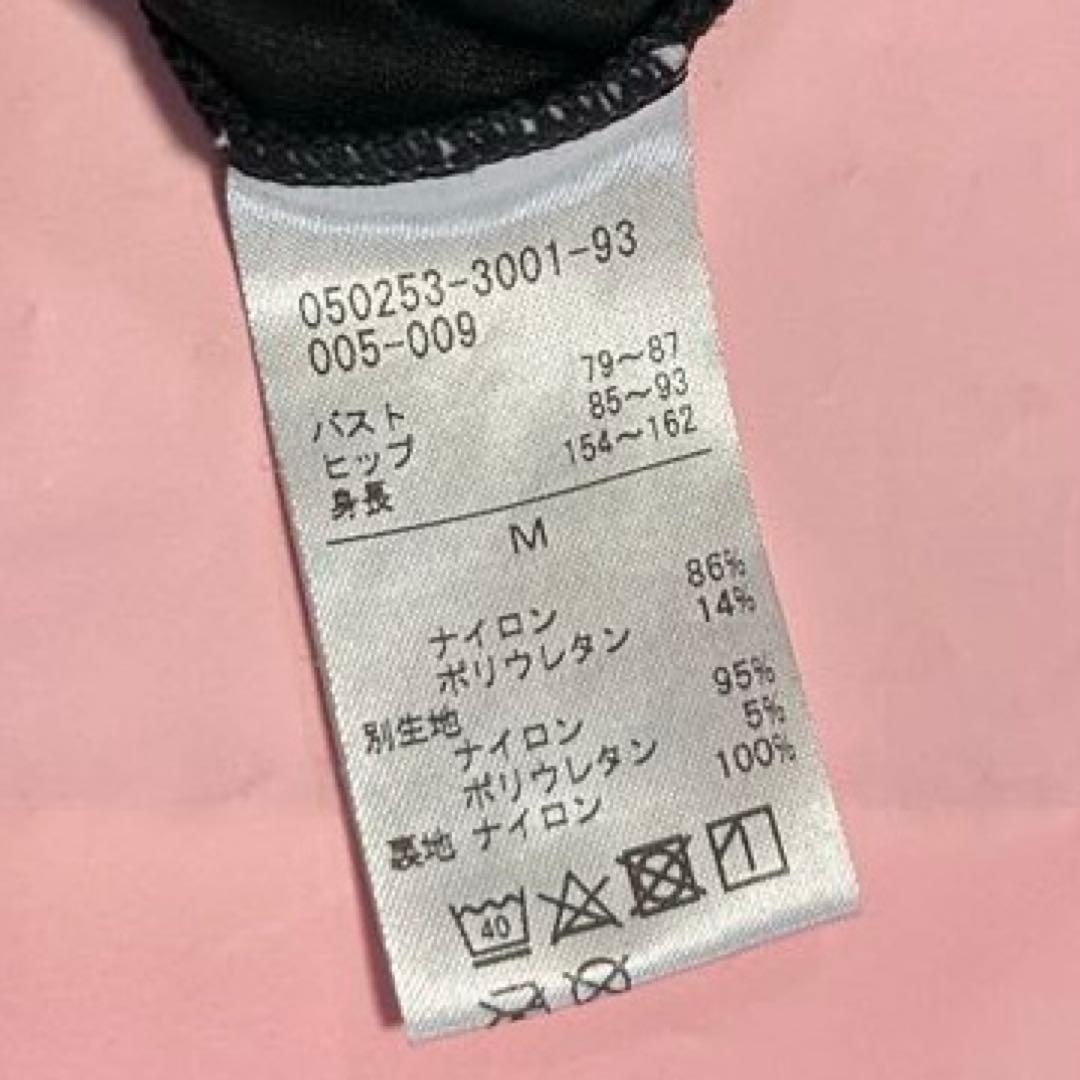 050253-3001-93
005-009
バスト 79〜87
ヒップ 85〜93
身長 154〜162
M
ナイロン 86%
ポリウレタン 14%
別生地
ナイロン 95%
ポリウレタン 5%
裏地 ナイロン 100%
40